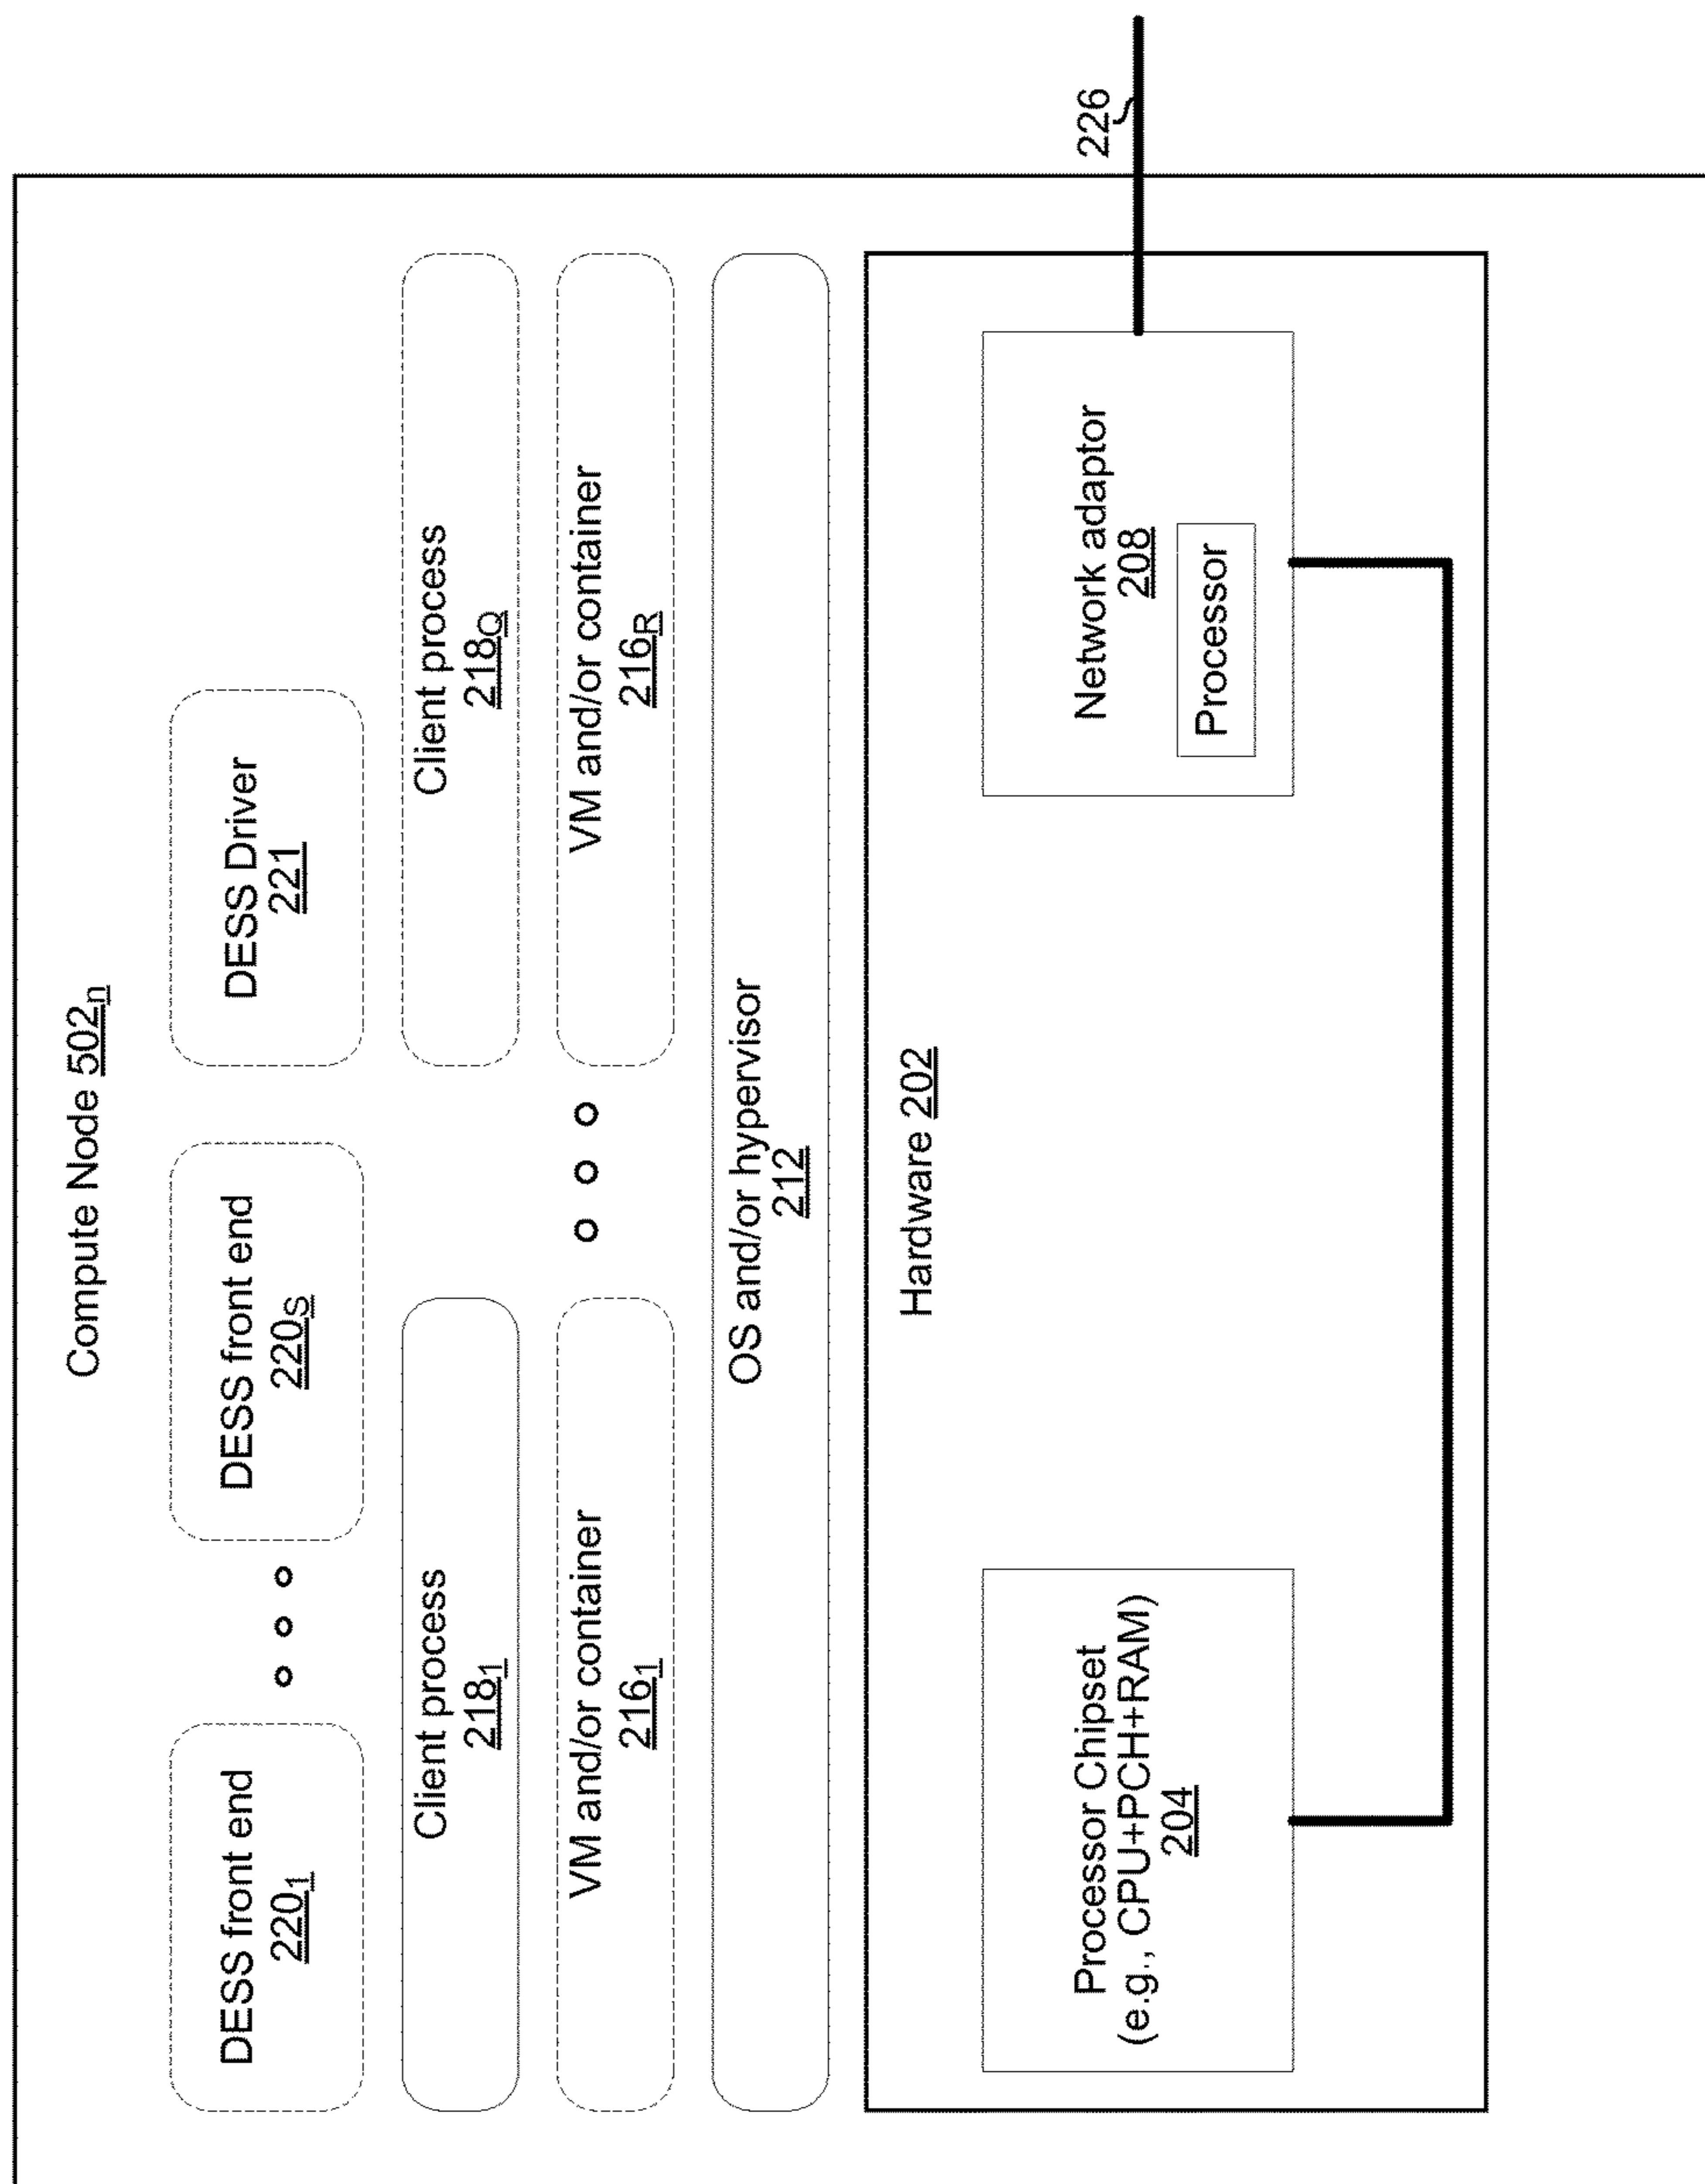 Compute Node 502n
DESS front end
2201
DESS front end
220S
DESS Driver
221
Client process
2181
Client process
218Q
VM and/or container
2161
VM and/or container
216R
OS and/or hypervisor
212
Hardware 202
Processor Chipset
(e.g., CPU+PCH+RAM)
204
Network adaptor
208
Processor
226